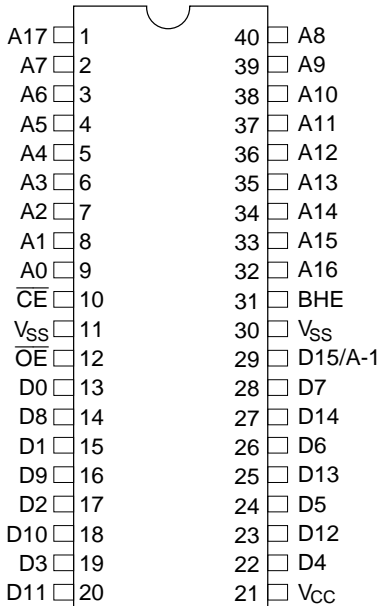 A17 1 40 A8
A7 2 39 A9
A6 3 38 A10
A5 4 37 A11
A4 5 36 A12
A3 6 35 A13
A2 7 34 A14
A1 8 33 A15
A0 9 32 A16
C̅E̅ 10 31 BHE
VSS 11 30 VSS
O̅E̅ 12 29 D15/A-1
D0 13 28 D7
D8 14 27 D14
D1 15 26 D6
D9 16 25 D13
D2 17 24 D5
D10 18 23 D12
D3 19 22 D4
D11 20 21 VCC